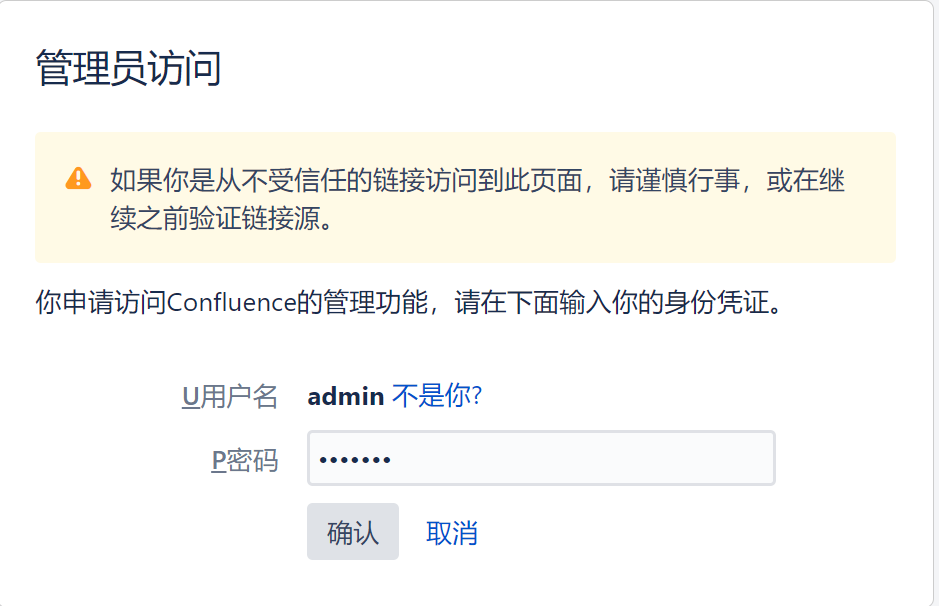 管理员访问
如果你是从不受信任的链接访问到此页面，请谨慎行事，或在继
续之前验证链接源。
你申请访问Confluence的管理功能，请在下面输入你的身份凭证。
U用户名 admin 不是你?
P密码 •••••••
确认 取消